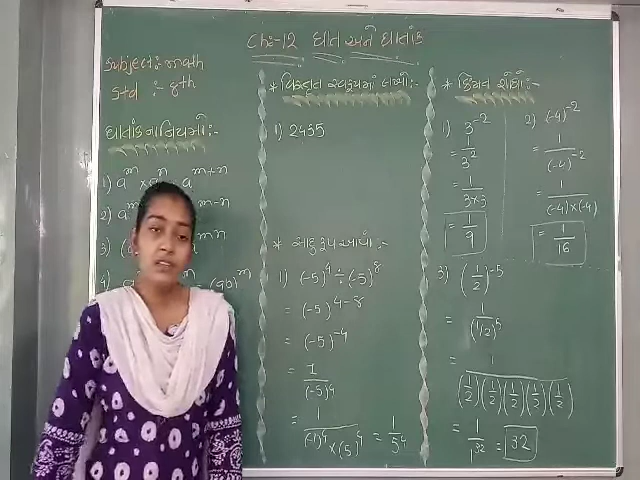 Ch:-12 ઘાત અને ઘાતાંક
Subject:- math
Std :- 8th
ઘાતાંકના નિયમો :-
1) a^m × a^n = a^{m+n}
2) a^m m-n
3) (a mn
4) a = (ab)^m
* વિસ્તૃત સ્વરૂપમાં લખો :-
1) 2435
* સાદુ રૂપ આપો :-
1) (-5)^4 ÷ (-5)^8
= (-5)^{4-8}
= (-5)^{-4}
= 1/(-5)^4
= 1/((-1)^4 × (5)^4) = 1/5^4
* કિંમત શોધો :-
1) 3^{-2}
= 1/3^2
= 1/(3×3)
= 1/9
2) (-4)^{-2}
= 1/(-4)^{-2}
= 1/((-4)×(-4))
= 1/16
3) (1/2)^{-5}
= 1/(1/2)^5
= 1/((1/2)(1/2)(1/2)(1/2)(1/2))
= 1/1^{32} = 32